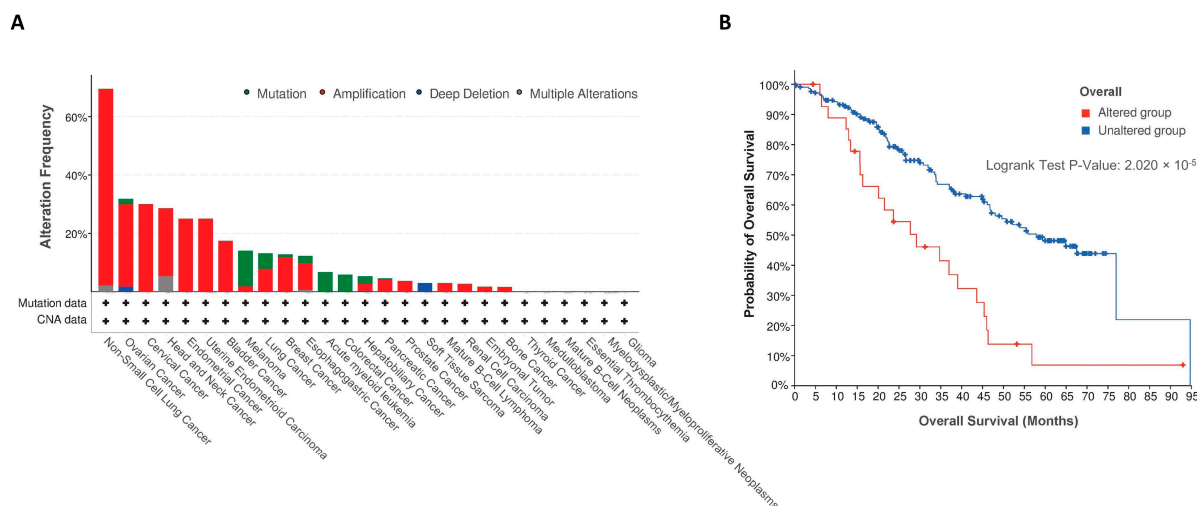 A
B
Mutation
Amplification
Deep Deletion
Multiple Alterations
Alteration Frequency
60%
40%
20%
Mutation data
+ + + + + + + + + + + + + + + + + + + + + + + + + + +
CNA data
+ + + + + + + + + + + + + + + + + + + + + + + + + + +
Non-Small Cell Lung Cancer
Ovarian Cancer
Cervical Cancer
Head and Neck Cancer
Endometrial Cancer
Uterine Endometrioid Carcinoma
Bladder Cancer
Melanoma
Lung Cancer
Breast Cancer
Esophagogastric Cancer
Acute myeloid leukemia
Colorectal Cancer
Hepatobiliary Cancer
Pancreatic Cancer
Prostate Cancer
Soft Tissue Sarcoma
Mature B-Cell Lymphoma
Renal Cell Carcinoma
Embryonal Tumor
Bone Cancer
Thyroid Cancer
Medulloblastoma
Mature B-Cell Neoplasms
Essential Thrombocythemia
Myelodysplastic/Myeloproliferative Neoplasms
Glioma
Probability of Overall Survival
100%
90%
80%
70%
60%
50%
40%
30%
20%
10%
0%
Overall
Altered group
Unaltered group
Logrank Test P-Value: 2.020 × 10-5
0 5 10 15 20 25 30 35 40 45 50 55 60 65 70 75 80 85 90 95
Overall Survival (Months)